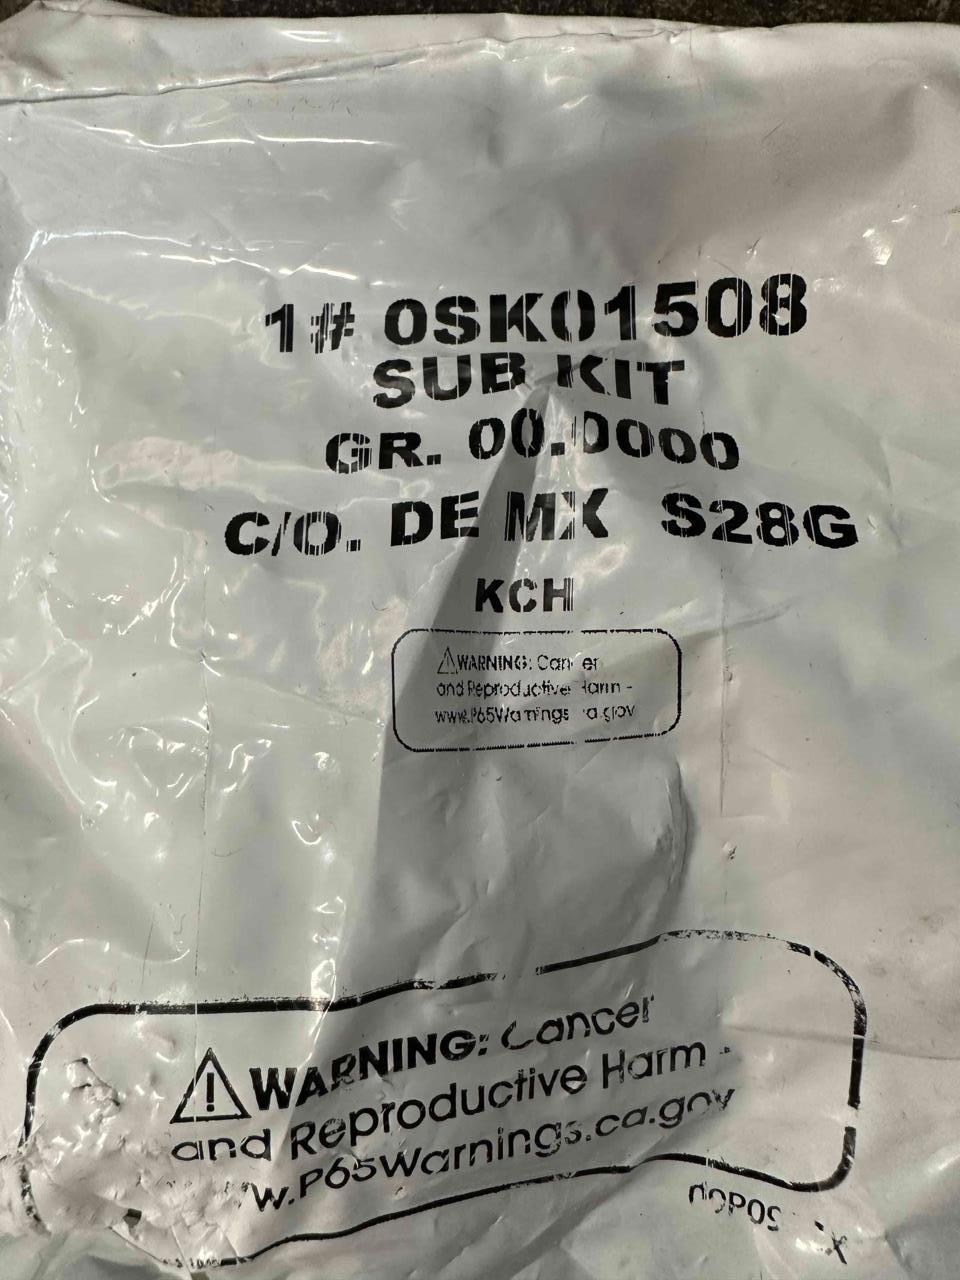 1# 0SK01508
SUB KIT
GR. 00.0000
C/O. DE MX S28G
KCH
⚠WARNING: Cancer
and Reproductive Harm -
www.P65Warnings.ca.gov
⚠WARNING: Cancer
and Reproductive Harm -
w.P65Warnings.ca.gov